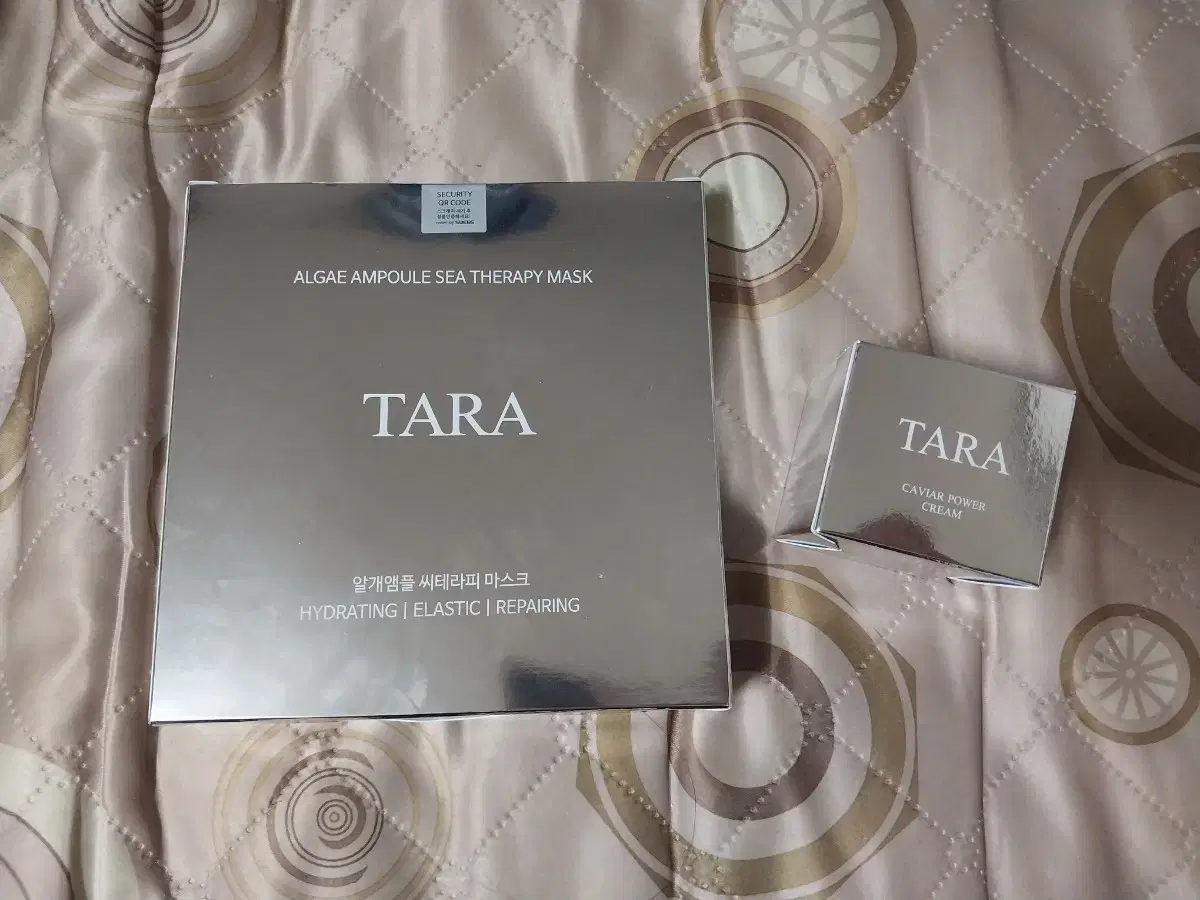 SECURITY
QR CODE
ALGAE AMPOULE SEA THERAPY MASK
TARA
알개앰플 씨테라피 마스크
HYDRATING | ELASTIC | REPAIRING
TARA
CAVIAR POWER
CREAM